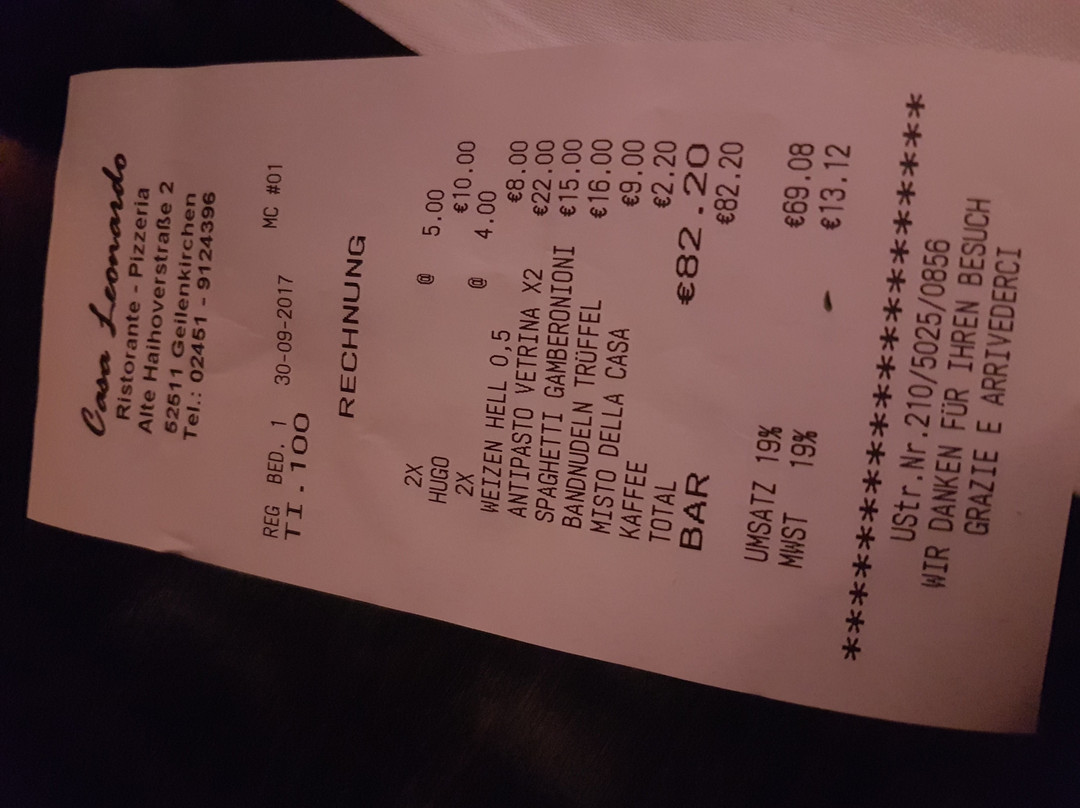 Casa Leonardo
Ristorante - Pizzeria
Alte Haihoverstraße 2
52511 Geilenkirchen
Tel.: 02451 - 9124396
REG BED. 1 30-09-2017 MC #01
TI.100
RECHNUNG
2X @ 5.00
HUGO €10.00
2X @ 4.00
WEIZEN HELL 0,5 €8.00
ANTIPASTO VETRINA X2 €22.00
SPAGHETTI GAMBERONIONI €15.00
BANDNUDELN TRÜFFEL €16.00
MISTO DELLA CASA €9.00
KAFFEE €2.20
TOTAL €82.20
BAR €82.20
UMSATZ 19% €69.08
MWST 19% €13.12
********************************
UStr.Nr.210/5025/0856
WIR DANKEN FÜR IHREN BESUCH
GRAZIE E ARRIVEDERCI